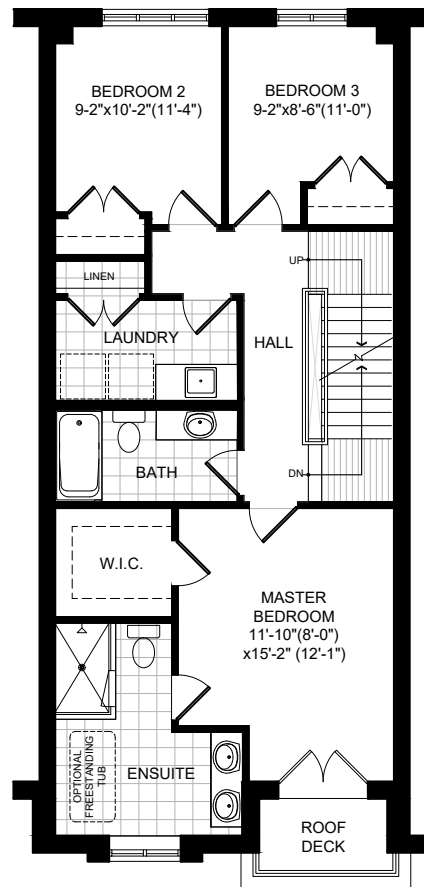 BEDROOM 2
9-2"x10'-2"(11'-4")
BEDROOM 3
9-2"x8'-6"(11'-0")
UP
LINEN
LAUNDRY
HALL
BATH
DN
W.I.C.
MASTER
BEDROOM
11'-10"(8'-0")
x15'-2" (12'-1")
OPTIONAL
FREESTANDING
TUB
ENSUITE
ROOF
DECK